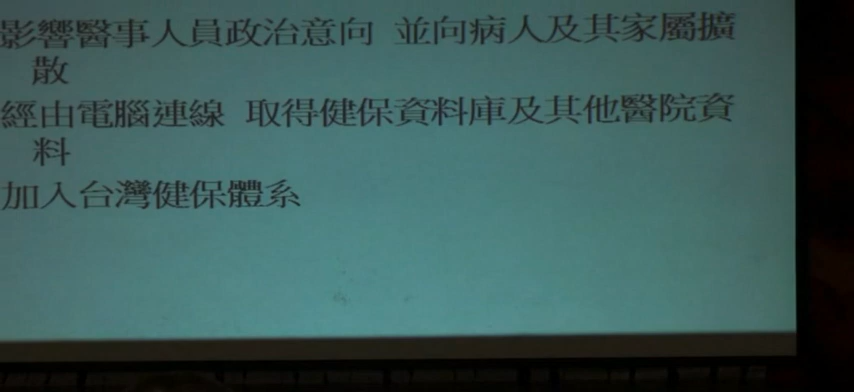 影響醫事人員政治意向 並向病人及其家屬擴
散
經由電腦連線 取得健保資料庫及其他醫院資
料
加入台灣健保體系